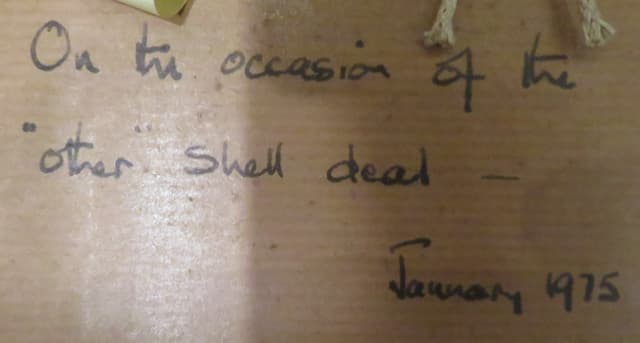 On the occasion of the
"other" Shell deal —
January 1975